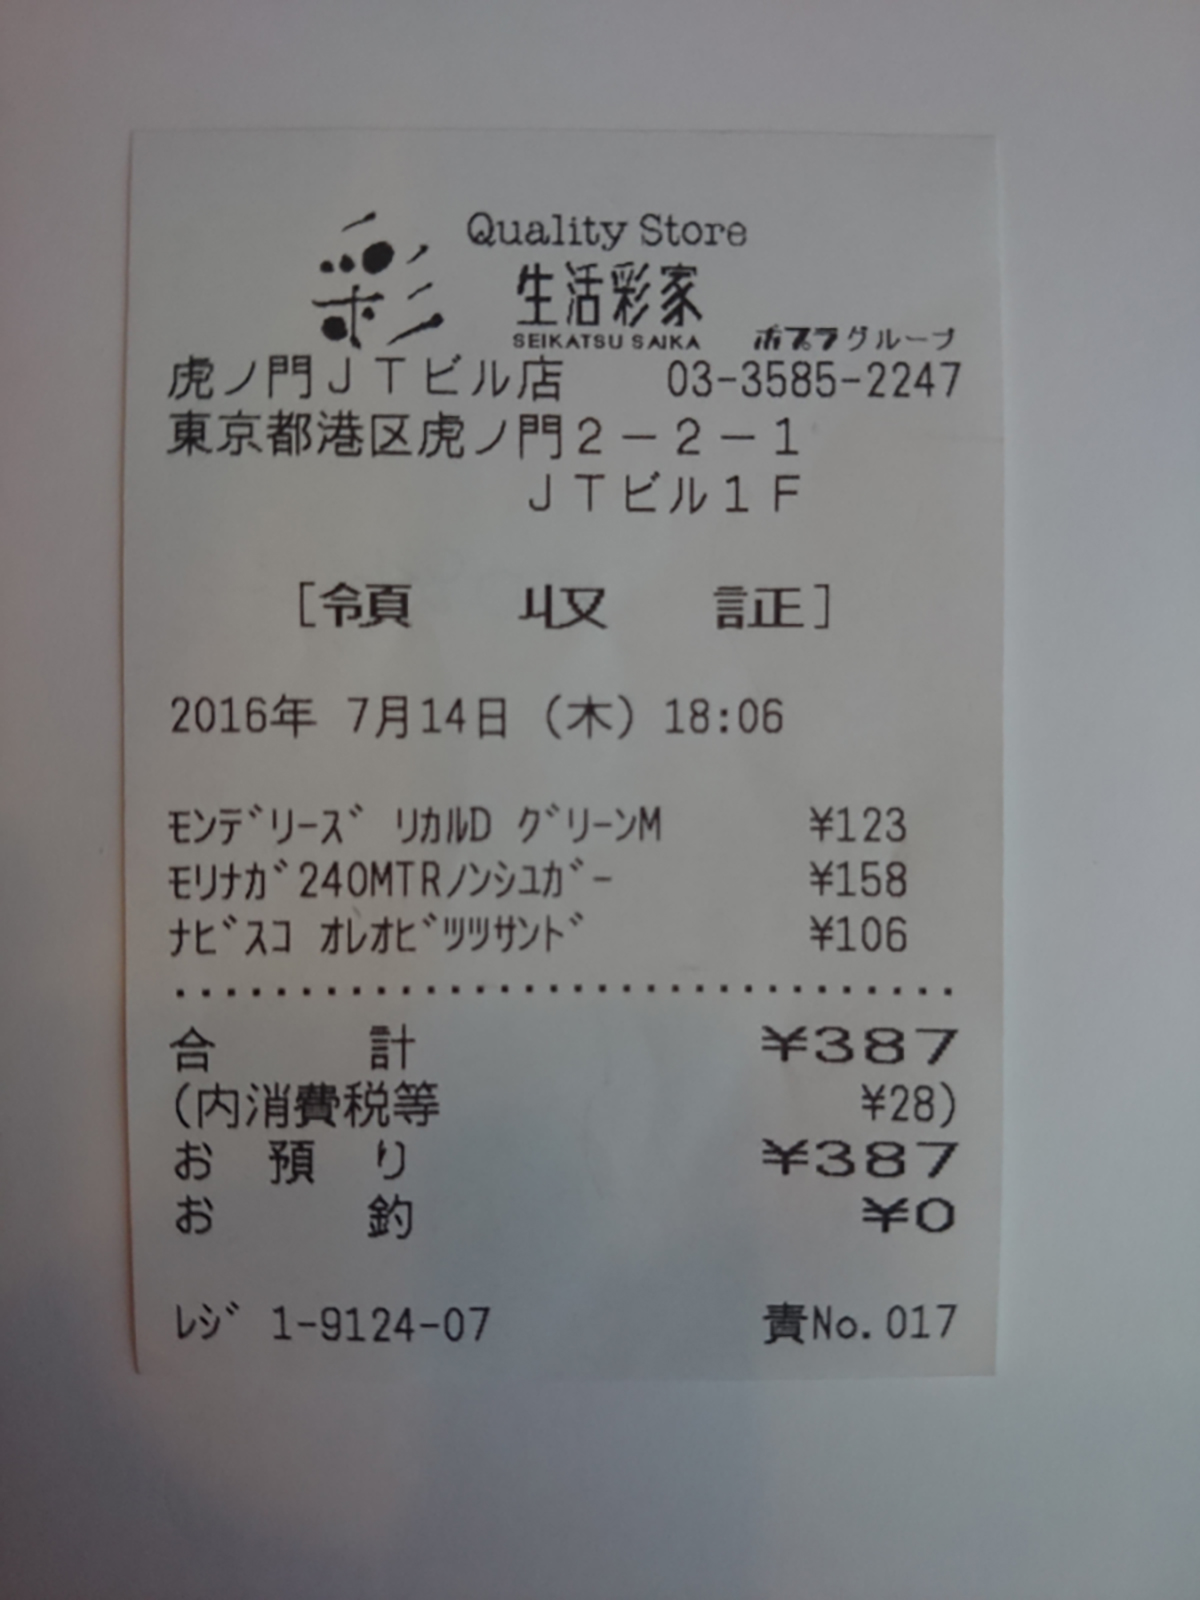 彩 Quality Store
生活彩家
SEIKATSU SAIKA ポプラグループ
虎ノ門JTビル店 03-3585-2247
東京都港区虎ノ門2-2-1
JTビル1F
[領 収 証]
2016年 7月14日 (木) 18:06
ﾓﾝﾃﾞﾘｰｽﾞ ﾘｶﾙD ｸﾞﾘｰﾝM ¥123
ﾓﾘﾅｶﾞ240MTRﾉﾝｼﾕｶﾞｰ ¥158
ﾅﾋﾞｽｺ ｵﾚｵﾋﾞﾂﾂｻﾝﾄﾞ ¥106
合 計 ¥387
(内消費税等 ¥28)
お 預 り ¥387
お 釣 ¥0
ﾚｼﾞ 1-9124-07 責No.017